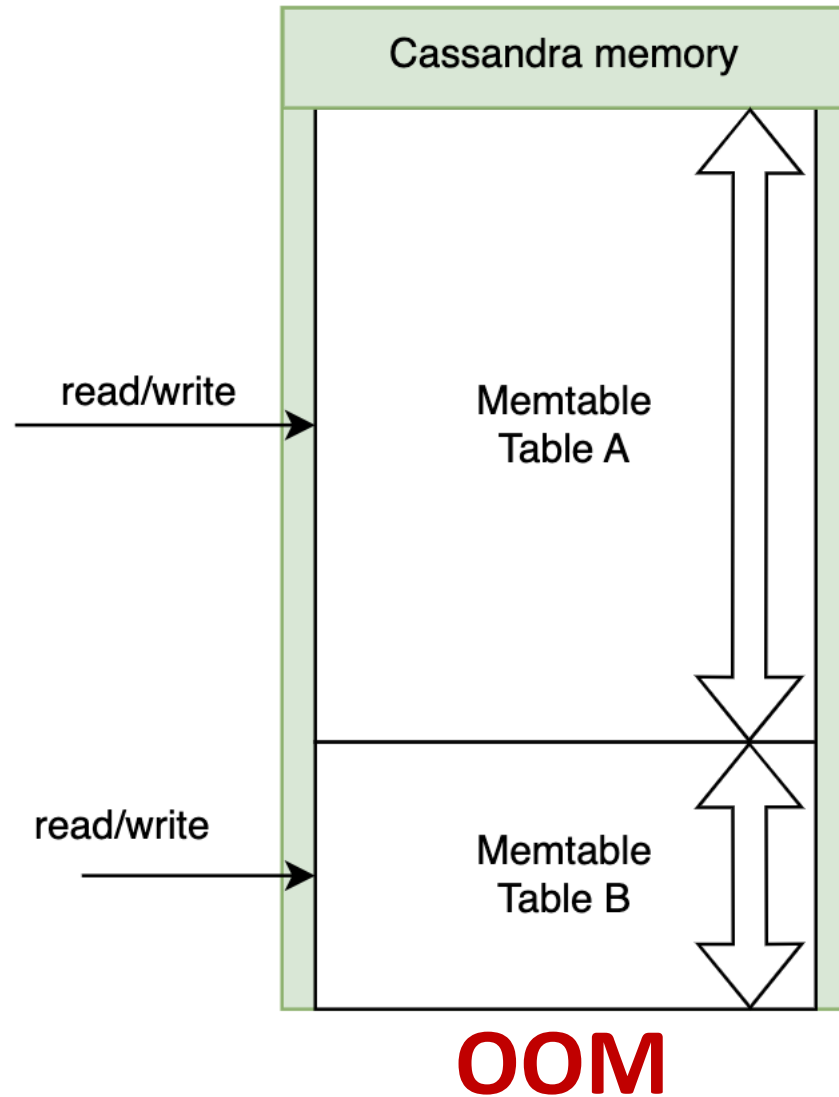 Cassandra memory
read/write
Memtable
Table A
read/write
Memtable
Table B
OOM